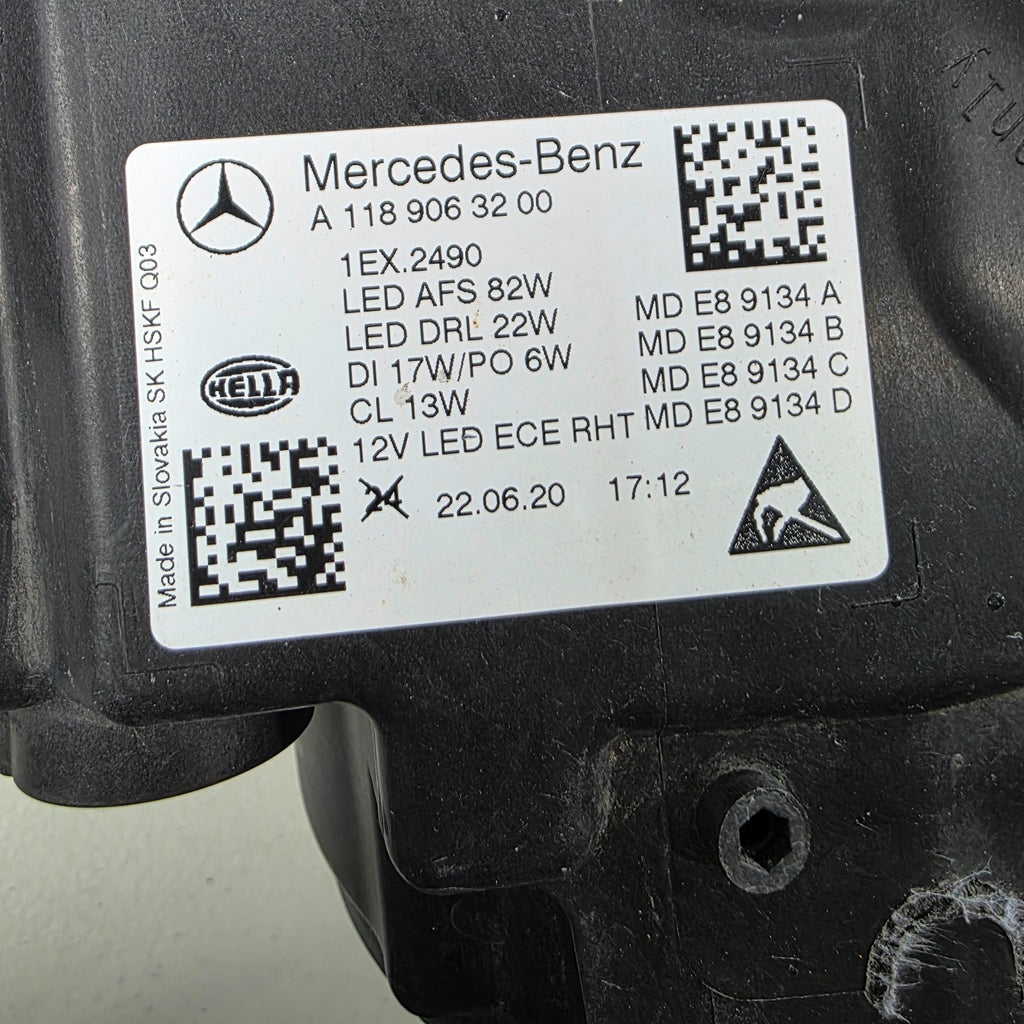 Mercedes-Benz
A 118 906 32 00
1EX.2490
LED AFS 82W
LED DRL 22W
DI 17W/PO 6W
CL 13W
12V LED ECE RHT
MD E8 9134 A
MD E8 9134 B
MD E8 9134 C
MD E8 9134 D
HELLA
24 22.06.20 17:12
Made in Slovakia SK HSKF Q03